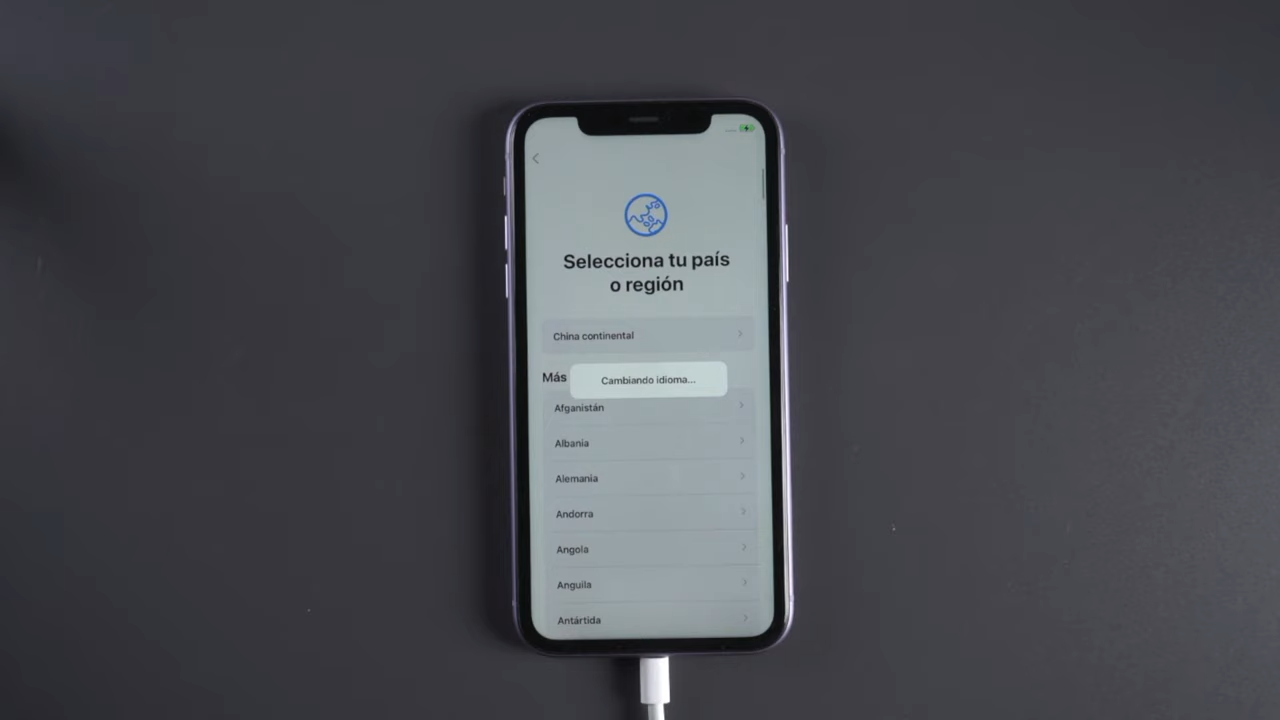 Selecciona tu país
o región
China continental
Más
Cambiando idioma...
Afganistán
Albania
Alemania
Andorra
Angola
Anguila
Antártida